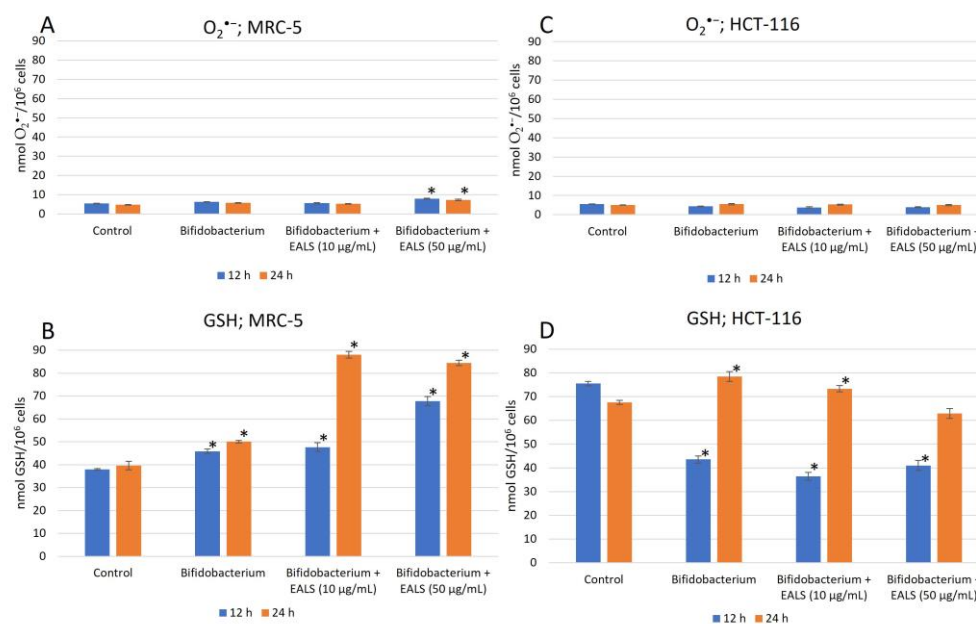 A
O₂•−; MRC-5
nmol O₂•−/10⁶ cells
90
80
70
60
50
40
30
20
10
0
* *
Control
Bifidobacterium
Bifidobacterium +
EALS (10 µg/mL)
Bifidobacterium +
EALS (50 µg/mL)
12 h 24 h
C
O₂•−; HCT-116
nmol O₂•−/10⁶ cells
90
80
70
60
50
40
30
20
10
0
Control
Bifidobacterium
Bifidobacterium +
EALS (10 µg/mL)
Bifidobacterium +
EALS (50 µg/mL)
12 h 24 h
B
GSH; MRC-5
nmol GSH/10⁶ cells
90
80
70
60
50
40
30
20
10
0
* * * * * *
Control
Bifidobacterium
Bifidobacterium +
EALS (10 µg/mL)
Bifidobacterium +
EALS (50 µg/mL)
12 h 24 h
D
GSH; HCT-116
nmol GSH/10⁶ cells
90
80
70
60
50
40
30
20
10
0
* * * * *
Control
Bifidobacterium
Bifidobacterium +
EALS (10 µg/mL)
Bifidobacterium +
EALS (50 µg/mL)
12 h 24 h